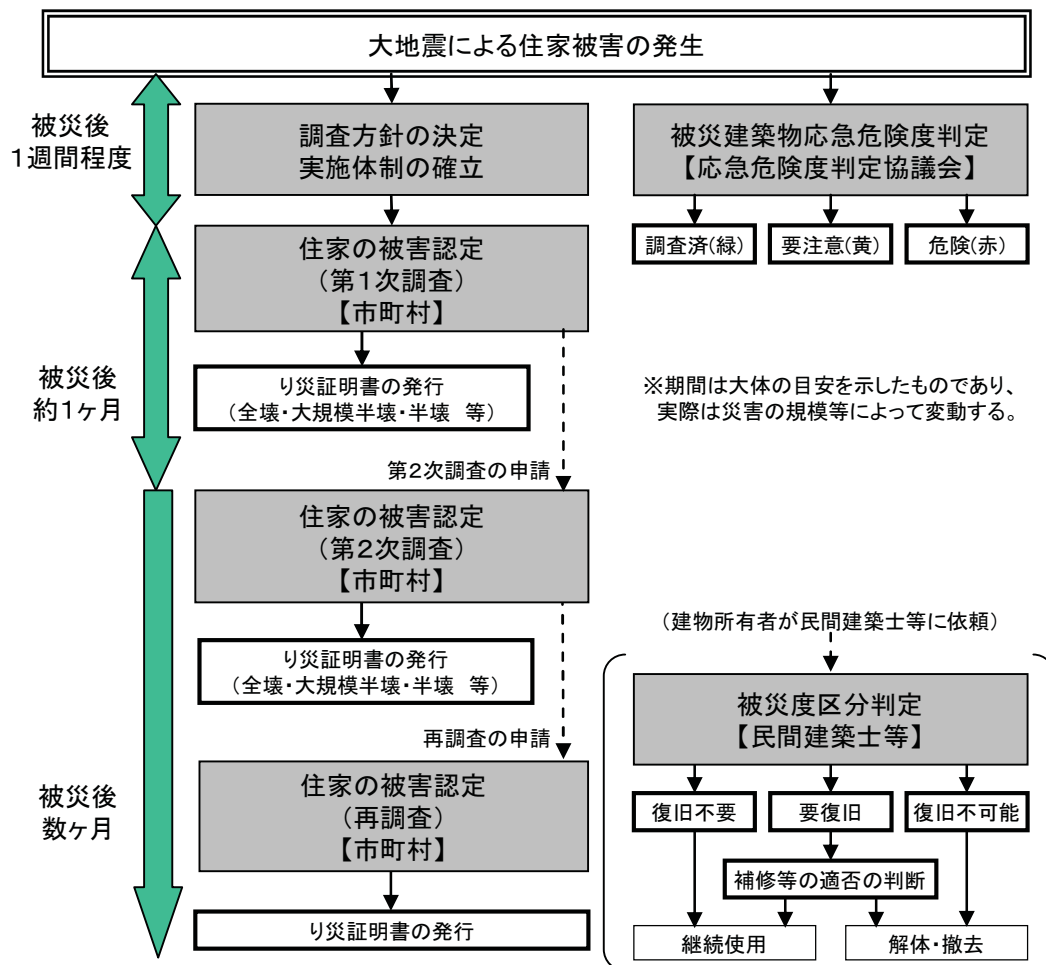 大地震による住家被害の発生
被災後
1週間程度
調査方針の決定
実施体制の確立
被災建築物応急危険度判定
【応急危険度判定協議会】
調査済(緑)
要注意(黄)
危険(赤)
住家の被害認定
(第1次調査)
【市町村】
被災後
約1ヶ月
り災証明書の発行
(全壊・大規模半壊・半壊 等)
※期間は大体の目安を示したものであり、
実際は災害の規模等によって変動する。
第2次調査の申請
住家の被害認定
(第2次調査)
【市町村】
り災証明書の発行
(全壊・大規模半壊・半壊 等)
(建物所有者が民間建築士等に依頼)
被災度区分判定
【民間建築士等】
再調査の申請
被災後
数ヶ月
住家の被害認定
(再調査)
【市町村】
復旧不要
要復旧
復旧不可能
補修等の適否の判断
り災証明書の発行
継続使用
解体・撤去